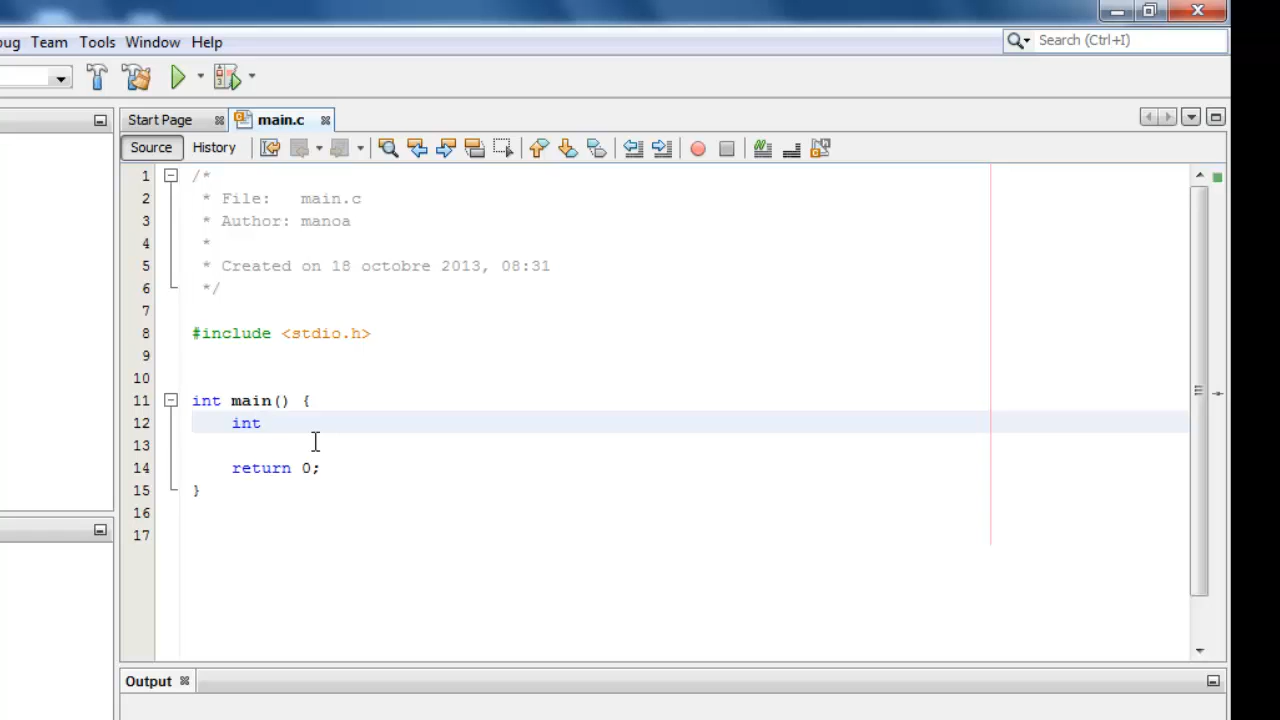 ug Team Tools Window Help
Search (Ctrl+I)
Start Page main.c
Source History
1 /*
2 * File:   main.c
3 * Author: manoa
4 *
5 * Created on 18 octobre 2013, 08:31
6 */
7
8 #include <stdio.h>
9
10
11 int main() {
12 int
13
14 return 0;
15 }
16
17
Output